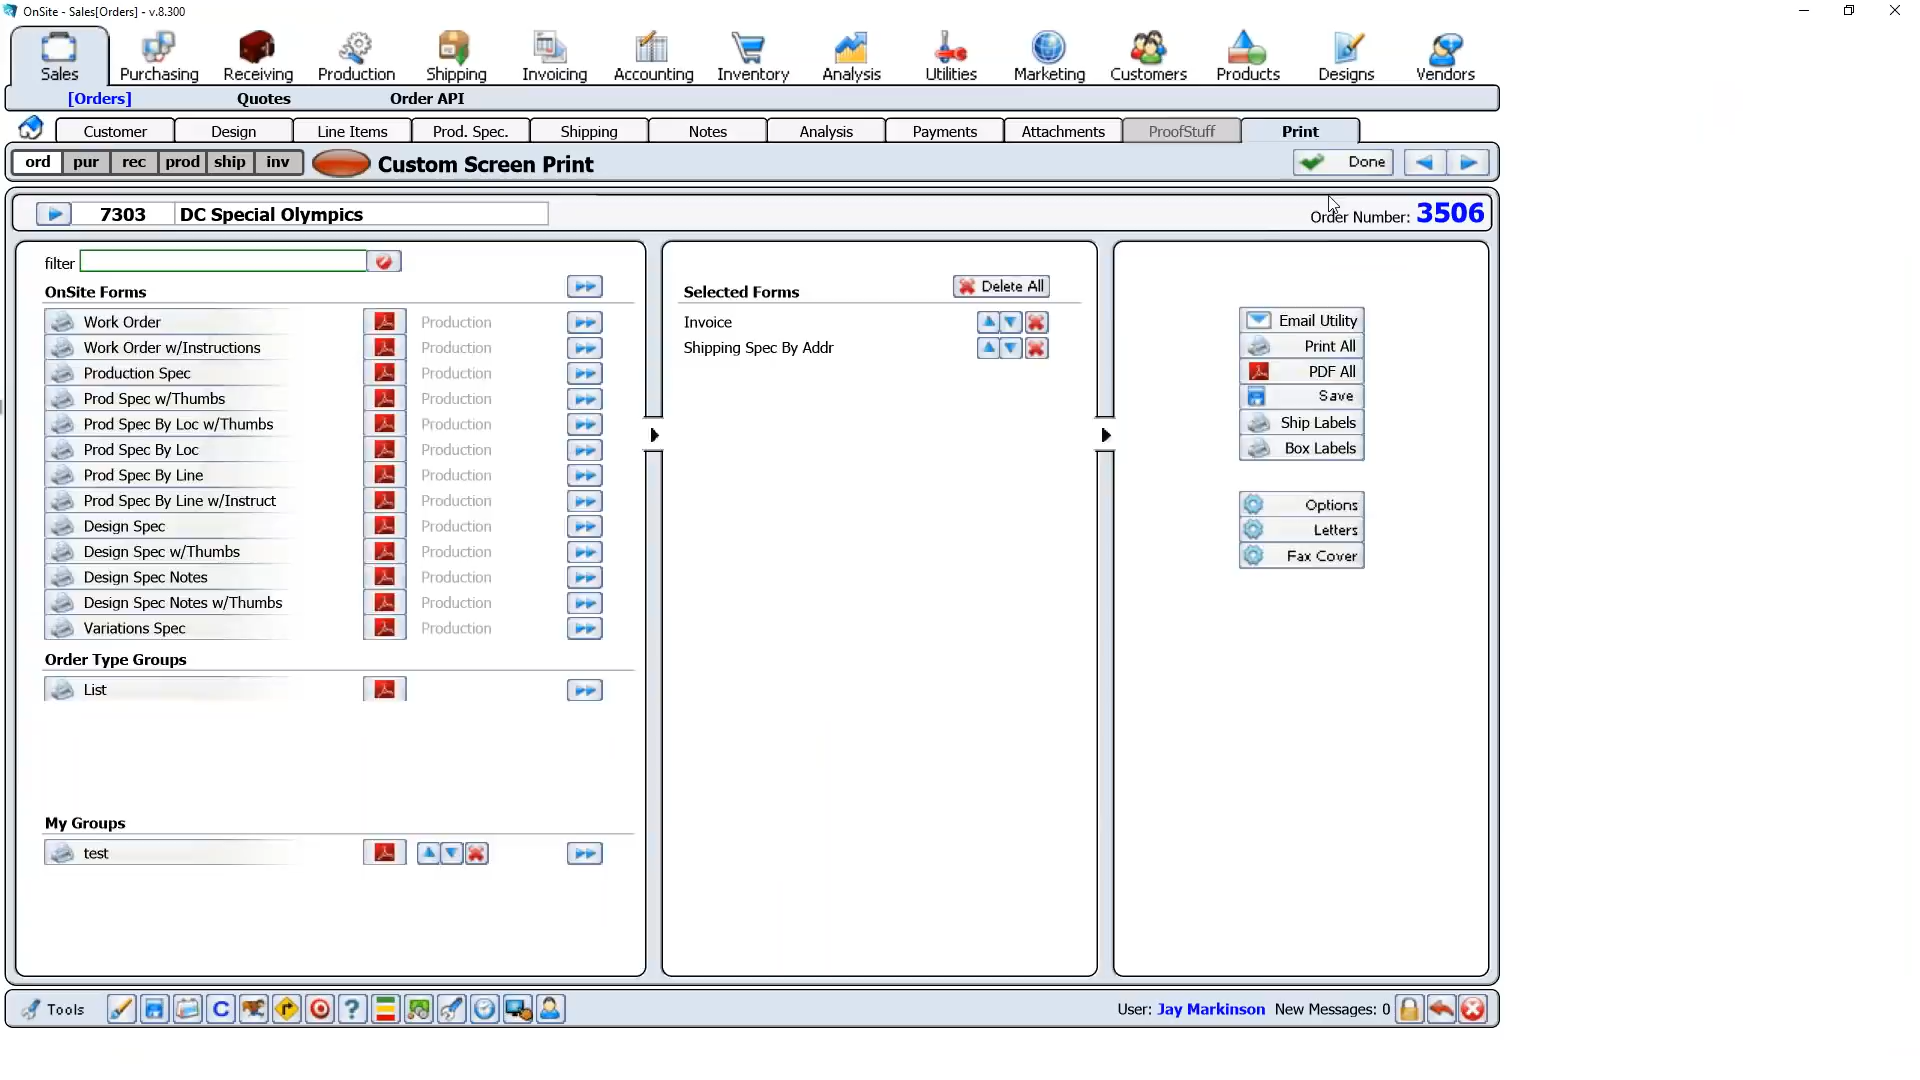 OnSite - Sales[Orders] - v.8.300
Sales Purchasing Receiving Production Shipping Invoicing Accounting Inventory Analysis Utilities Marketing Customers Products Designs Vendors
[Orders] Quotes Order API
Customer Design Line Items Prod. Spec. Shipping Notes Analysis Payments Attachments ProofStuff Print
ord pur rec prod ship inv Custom Screen Print Done
7303 DC Special Olympics Order Number: 3506
filter
OnSite Forms
Work Order Production
Work Order w/Instructions Production
Production Spec Production
Prod Spec w/Thumbs Production
Prod Spec By Loc w/Thumbs Production
Prod Spec By Loc Production
Prod Spec By Line Production
Prod Spec By Line w/Instruct Production
Design Spec Production
Design Spec w/Thumbs Production
Design Spec Notes Production
Design Spec Notes w/Thumbs Production
Variations Spec Production
Order Type Groups
List
My Groups
test
Selected Forms Delete All
Invoice
Shipping Spec By Addr
Email Utility
Print All
PDF All
Save
Ship Labels
Box Labels
Options
Letters
Fax Cover
Tools C ? User: Jay Markinson New Messages: 0